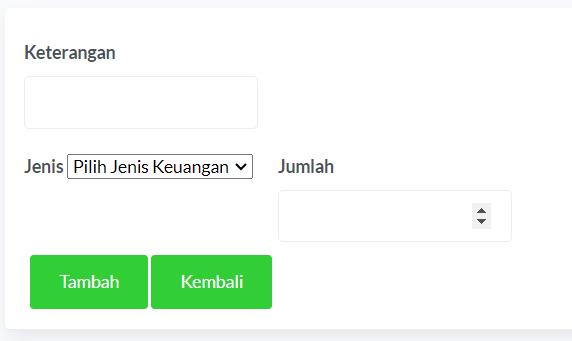 Keterangan
Jenis Pilih Jenis Keuangan Jumlah
Tambah Kembali